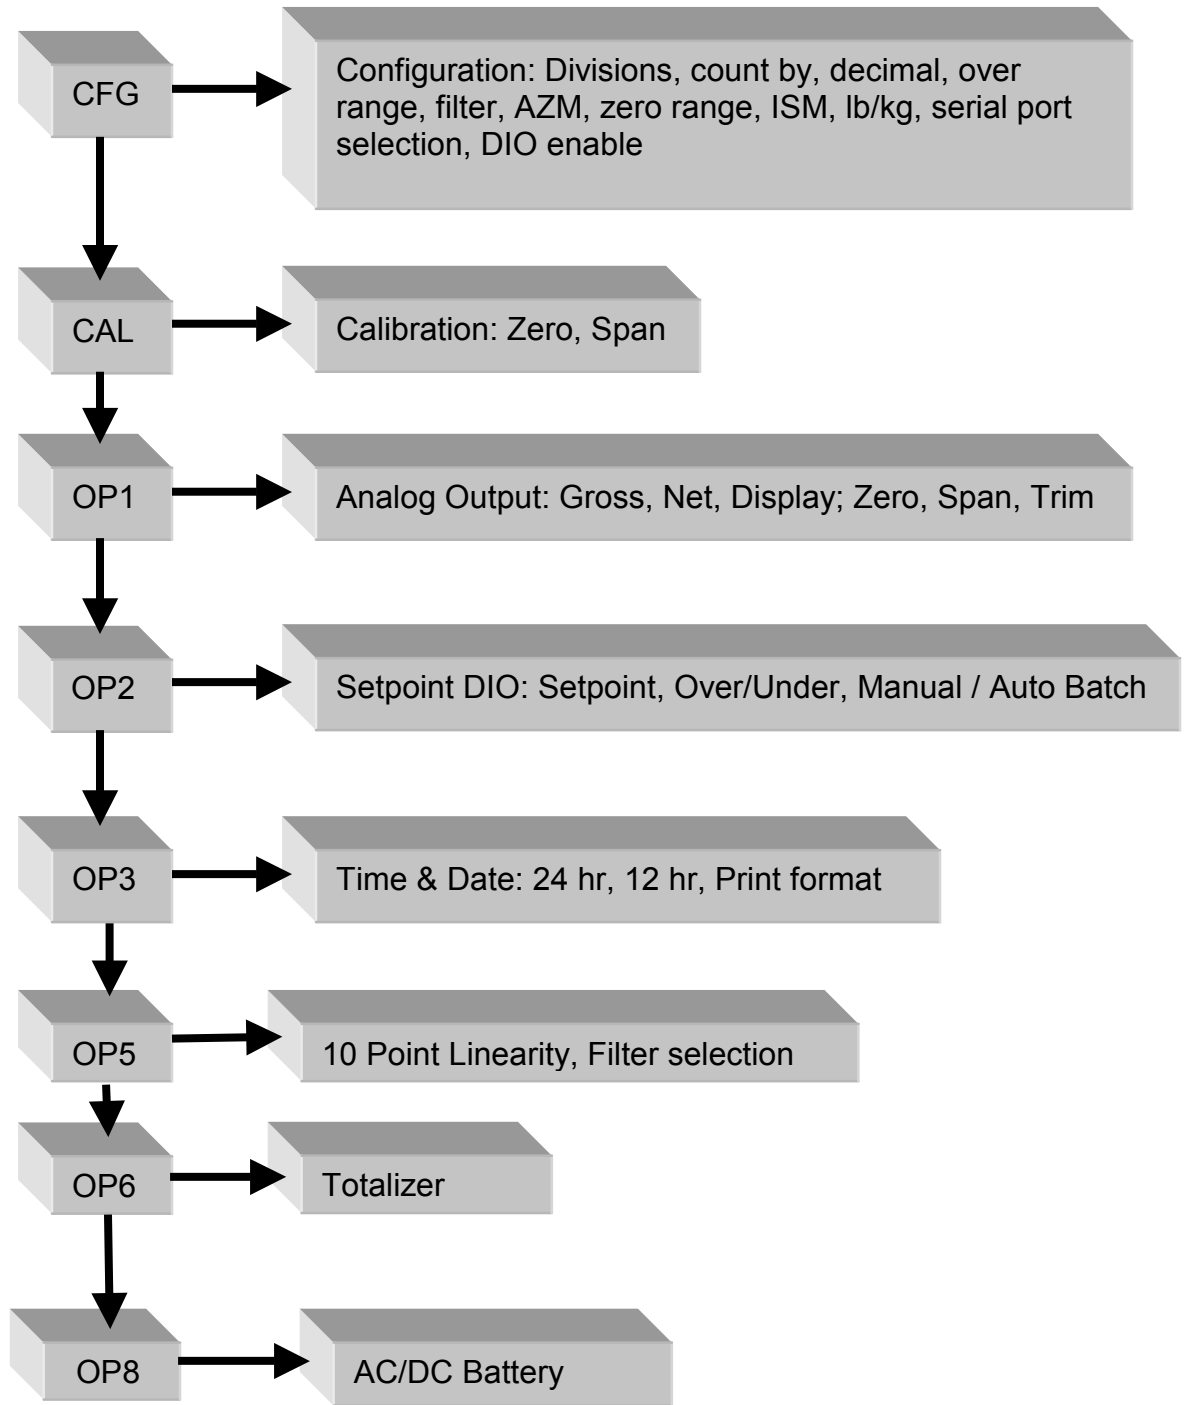 CFG
Configuration: Divisions, count by, decimal, over
range, filter, AZM, zero range, ISM, lb/kg, serial port
selection, DIO enable
CAL
Calibration: Zero, Span
OP1
Analog Output: Gross, Net, Display; Zero, Span, Trim
OP2
Setpoint DIO: Setpoint, Over/Under, Manual / Auto Batch
OP3
Time & Date: 24 hr, 12 hr, Print format
OP5
10 Point Linearity, Filter selection
OP6
Totalizer
OP8
AC/DC Battery